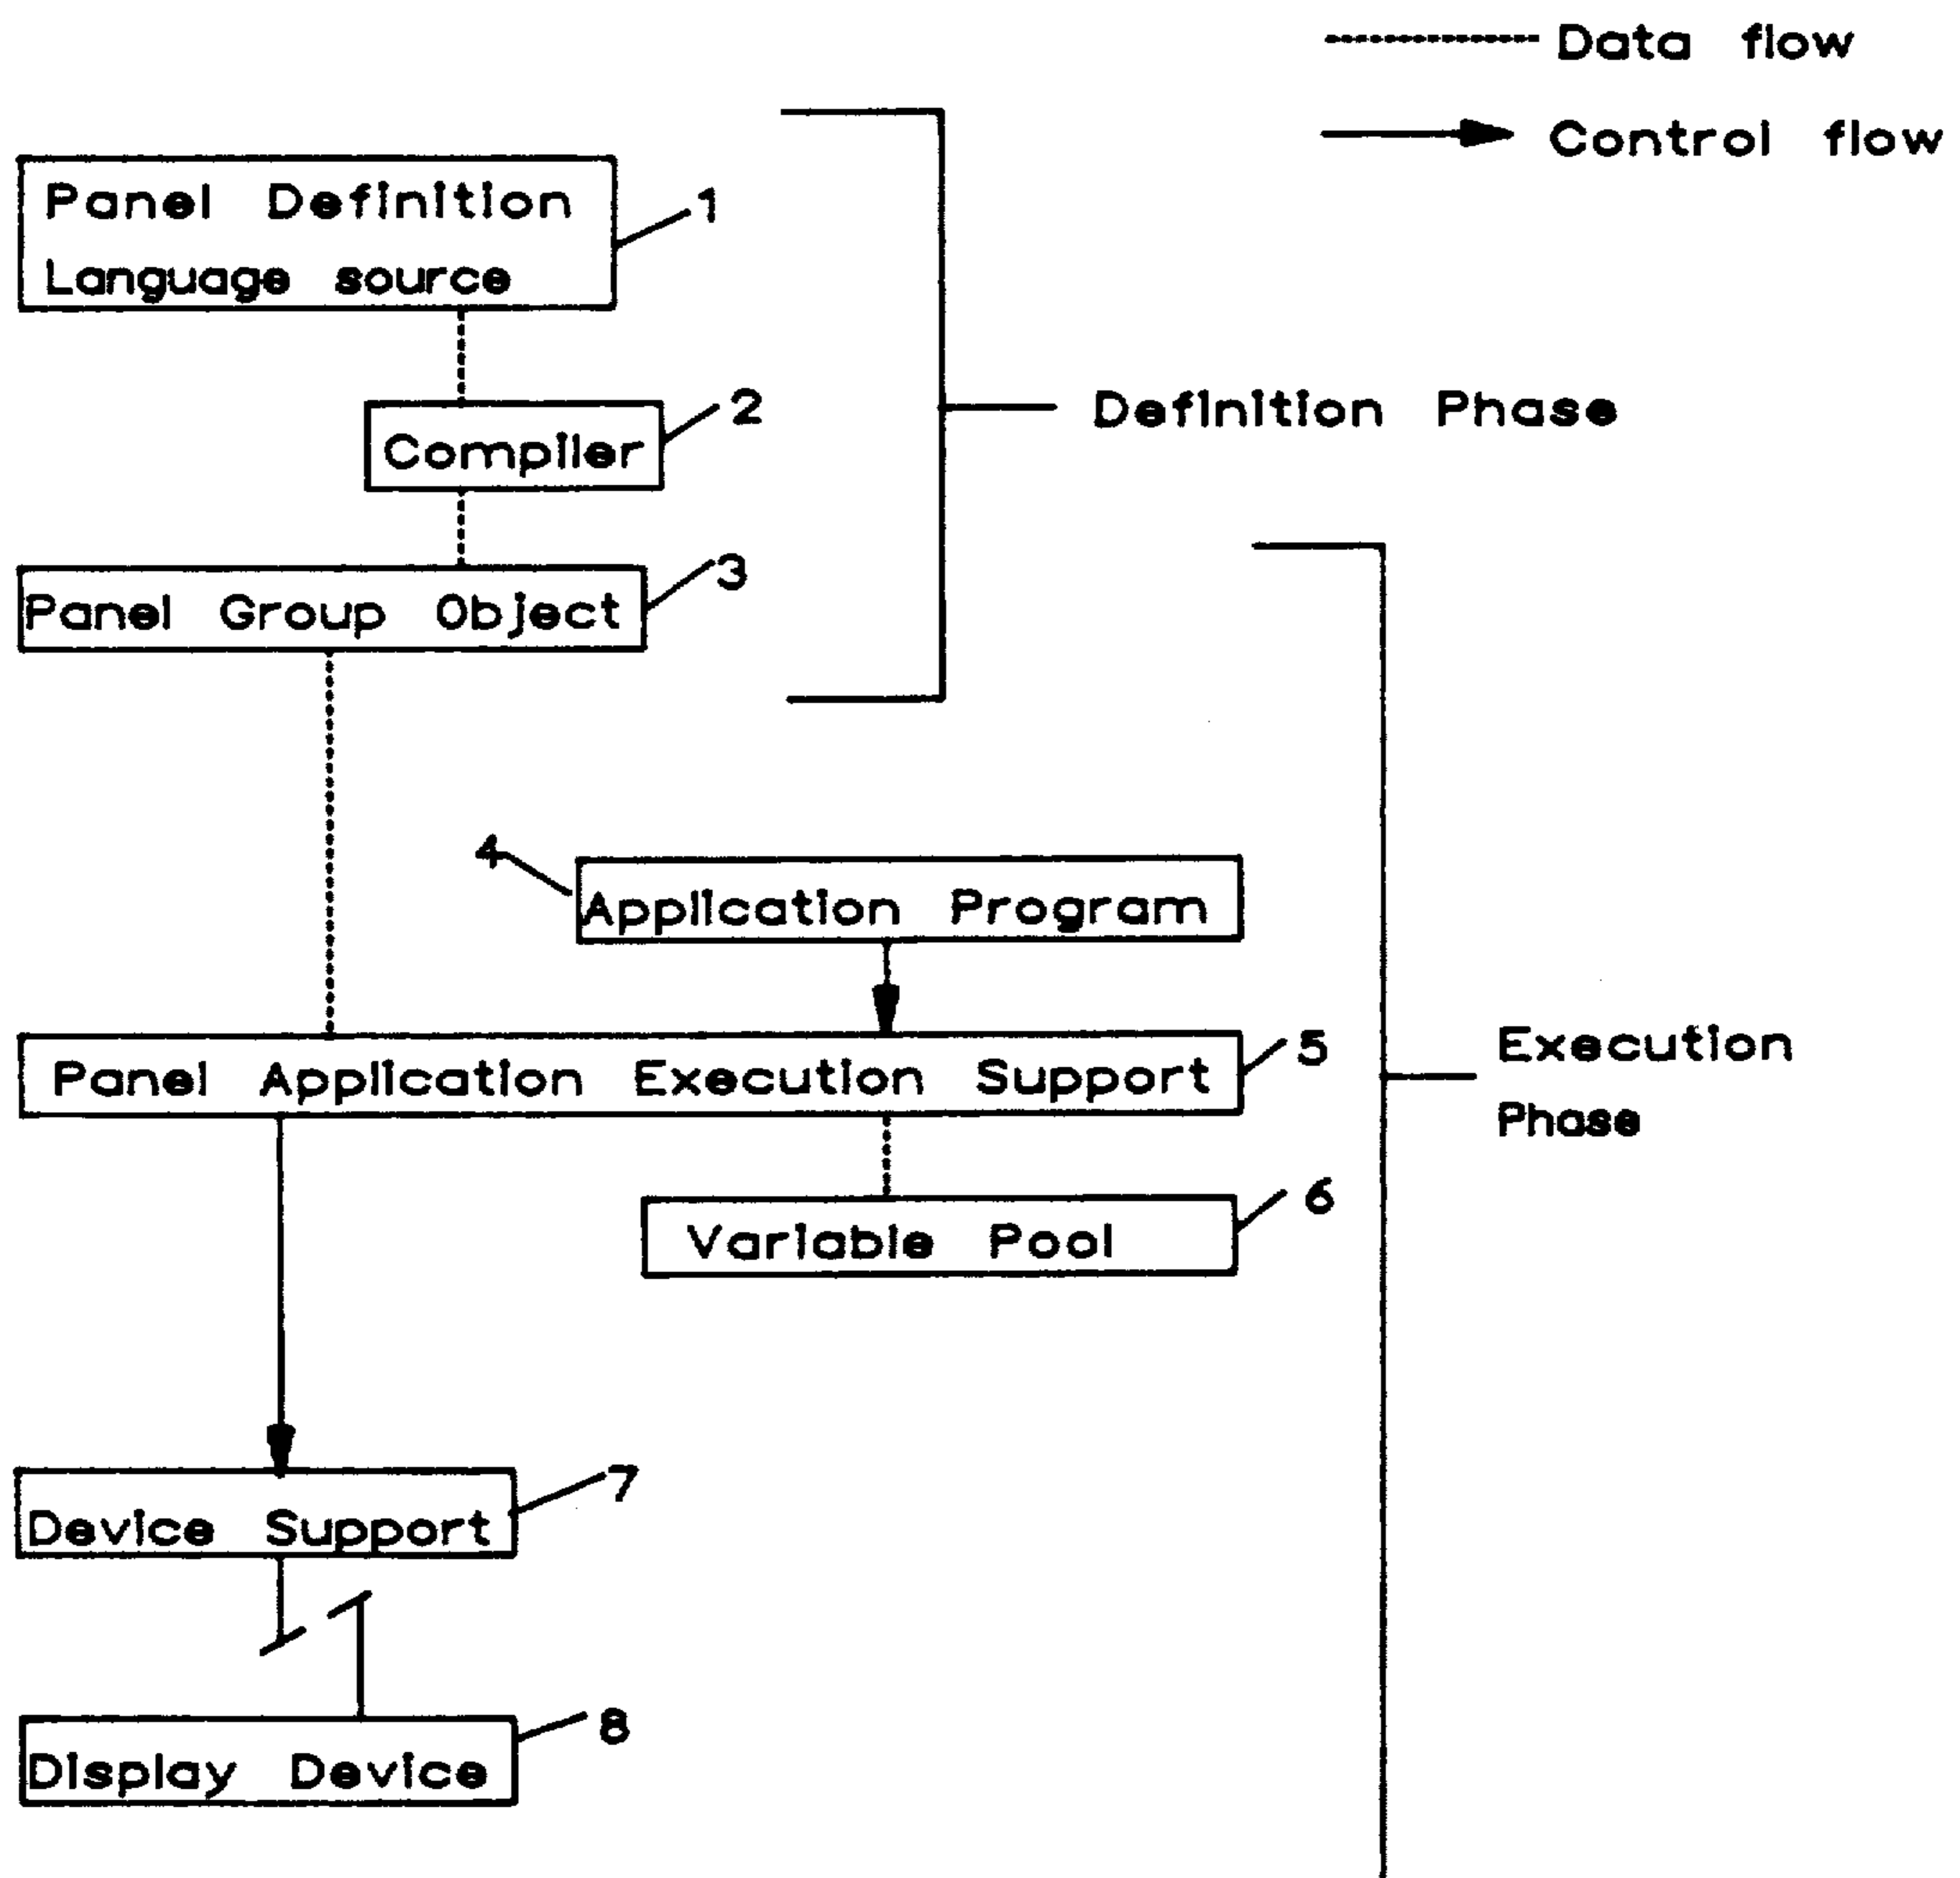 Data flow
Control flow
Panel Definition
Language source
1
Compiler
2
Definition Phase
Panel Group Object
3
4
Application Program
Panel Application Execution Support
5
Execution
Phase
Variable Pool
6
Device Support
7
Display Device
8